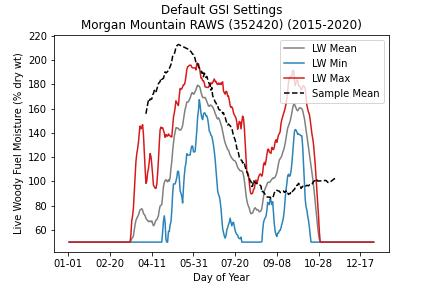 Default GSI Settings
Morgan Mountain RAWS (352420) (2015-2020)
Live Woody Fuel Moisture (% dry wt)
220
200
180
160
140
120
100
80
60
LW Mean
LW Min
LW Max
Sample Mean
01-01 02-20 04-11 05-31 07-20 09-08 10-28 12-17
Day of Year